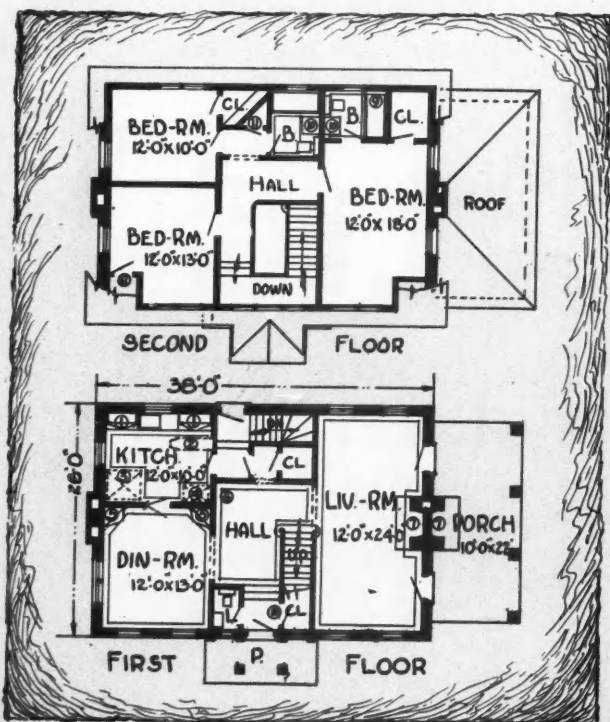 CL.
BED-RM.
12'0"X10'0"
B.
B.
CL.
HALL
BED-RM.
12'0"X13'0"
BED-RM.
12'0"X18'0"
ROOF
DOWN
SECOND FLOOR
38'0"
26'0"
KITCH.
12'0"X10'0"
CL.
HALL
LIV.-RM.
12'0"X24'0
PORCH
10'0"X22'
DIN-RM.
12'0"X13'0"
CL.
P.
FIRST FLOOR